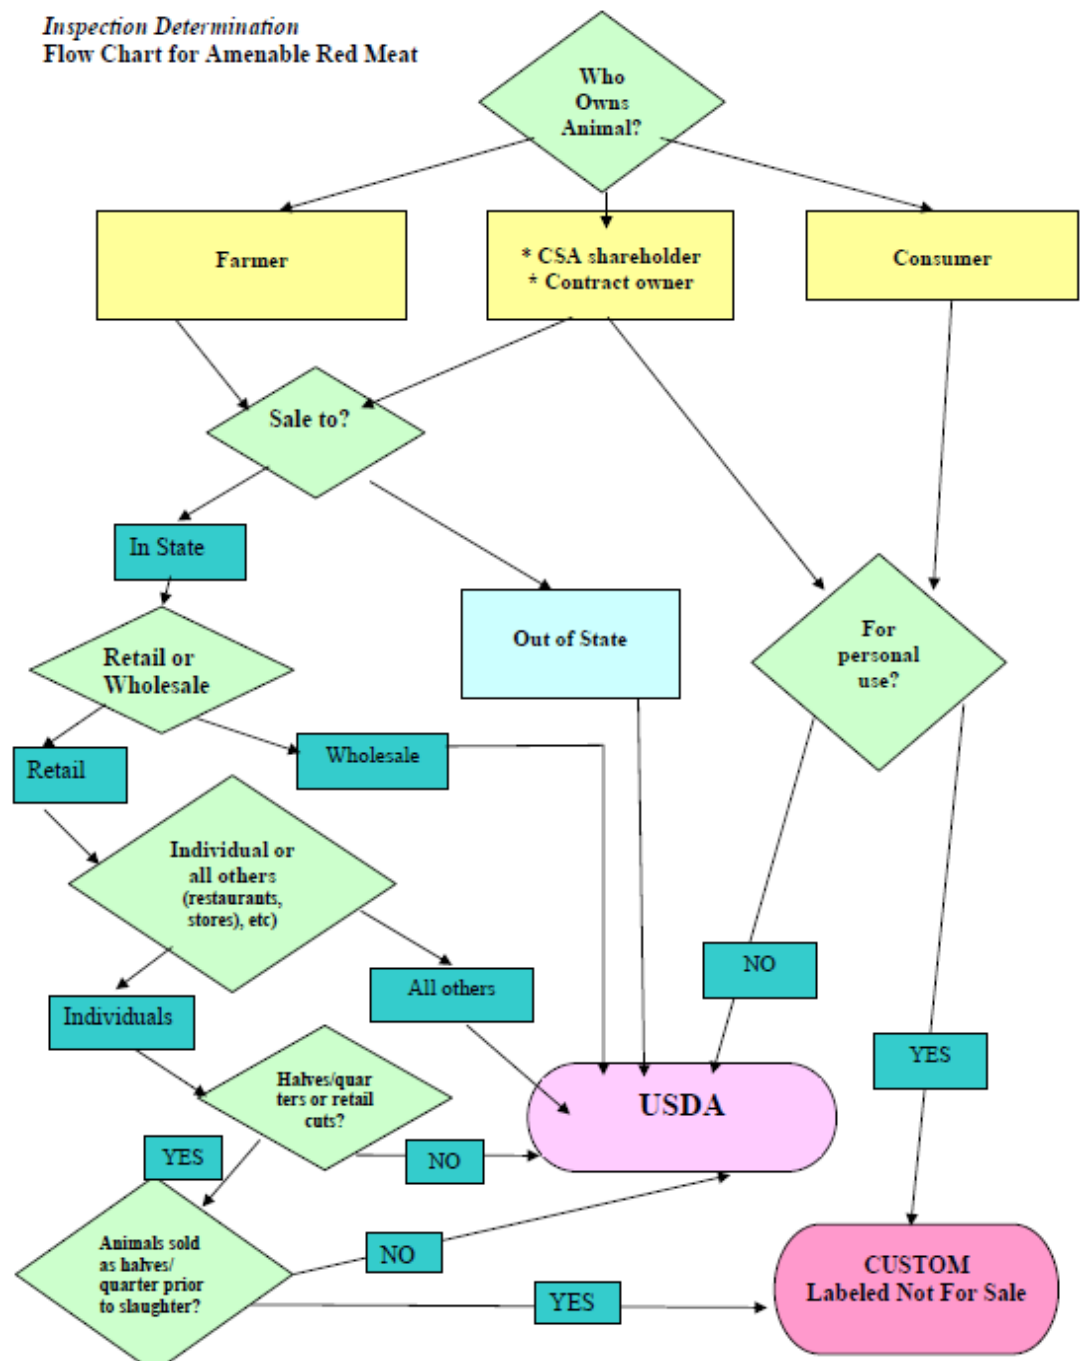 Inspection Determination
Flow Chart for Amenable Red Meat
Who
Owns
Animal?
Farmer
* CSA shareholder
* Contract owner
Consumer
Sale to?
In State
Out of State
For
personal
use?
Retail or
Wholesale
Retail
Wholesale
Individual or
all others
(restaurants,
stores), etc)
NO
All others
Individuals
YES
Halves/quar
ters or retail
cuts?
USDA
YES
NO
Animals sold
as halves/
quarter prior
to slaughter?
NO
YES
CUSTOM
Labeled Not For Sale